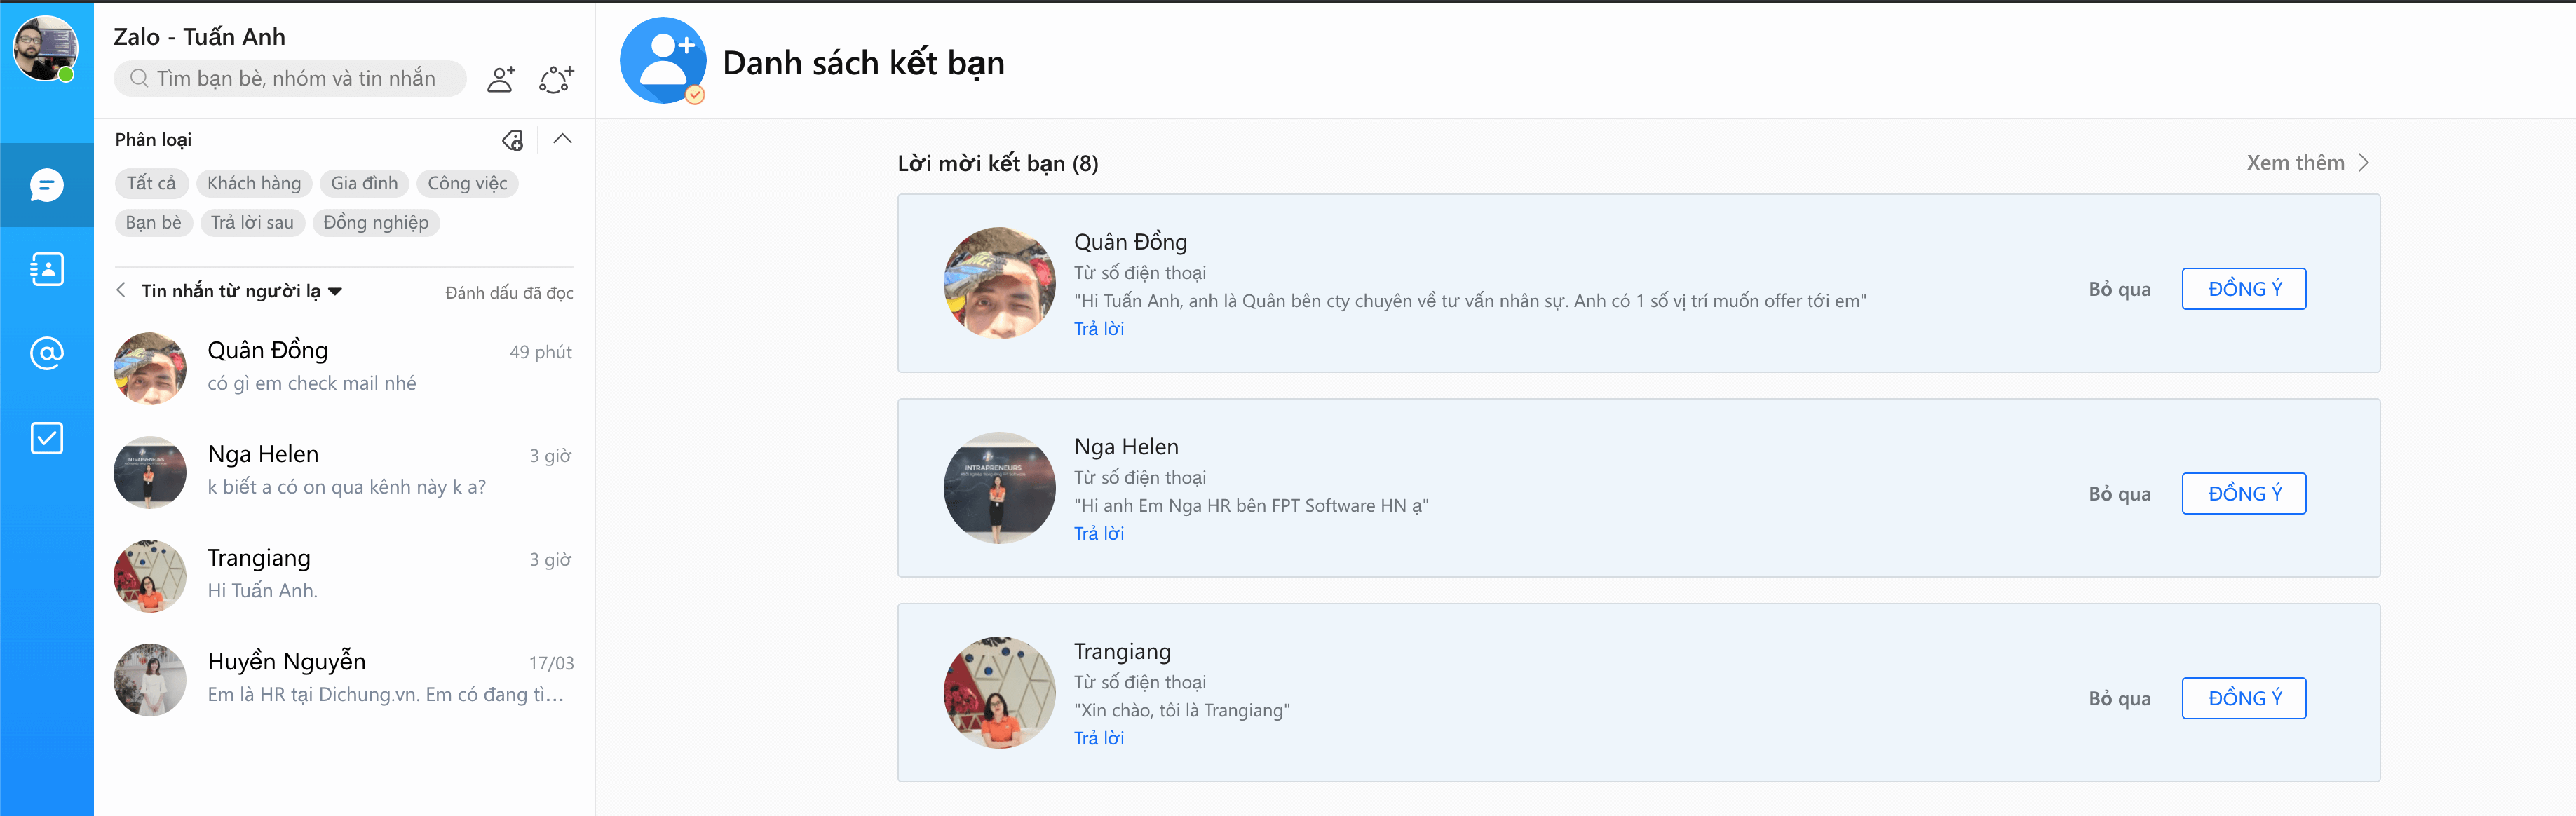 Zalo - Tuấn Anh
Tìm bạn bè, nhóm và tin nhắn
Phân loại
Tất cả Khách hàng Gia đình Công việc
Bạn bè Trả lời sau Đồng nghiệp
Tin nhắn từ người lạ Đánh dấu đã đọc
Quân Đồng 49 phút
có gì em check mail nhé
Nga Helen 3 giờ
k biết a có on qua kênh này k a?
Trangiang 3 giờ
Hi Tuấn Anh.
Huyền Nguyễn 17/03
Em là HR tại Dichung.vn. Em có đang tì...
Danh sách kết bạn
Lời mời kết bạn (8) Xem thêm
Quân Đồng
Từ số điện thoại
"Hi Tuấn Anh, anh là Quân bên cty chuyên về tư vấn nhân sự. Anh có 1 số vị trí muốn offer tới em"
Trả lời
Bỏ qua ĐỒNG Ý
INTRAPRENEURS
Nga Helen
Từ số điện thoại
"Hi anh Em Nga HR bên FPT Software HN ạ"
Trả lời
Bỏ qua ĐỒNG Ý
Trangiang
Từ số điện thoại
"Xin chào, tôi là Trangiang"
Trả lời
Bỏ qua ĐỒNG Ý